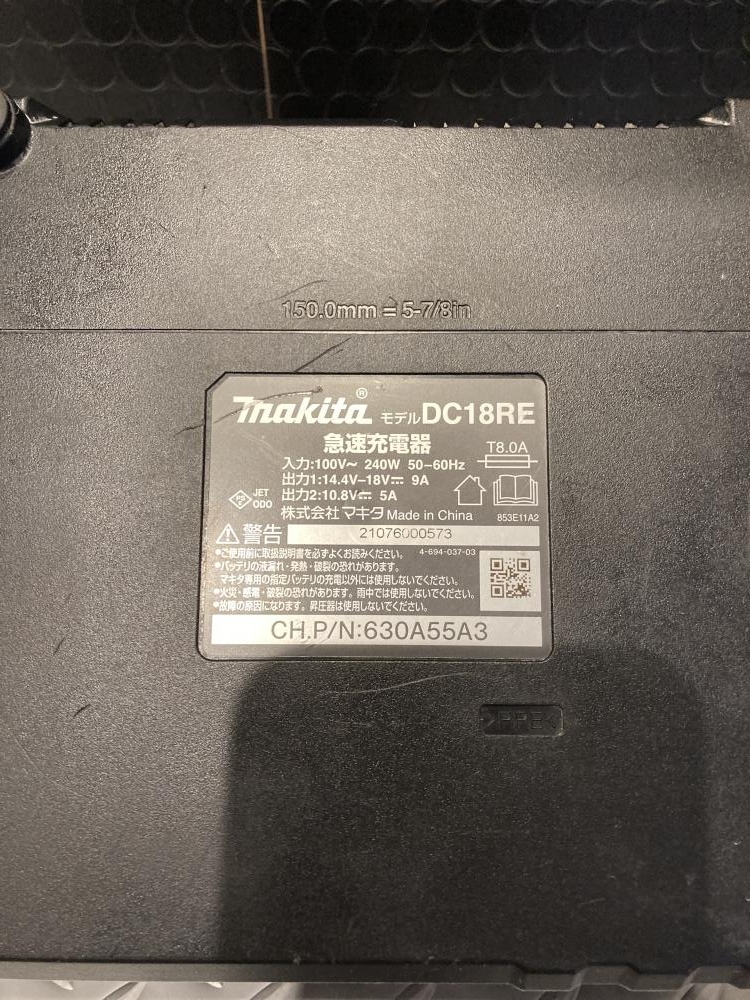 150.0mm = 5-7/8in
makita® モデル DC18RE
急速充電器
T8.0A
入力:100V～ 240W 50-60Hz
出力1:14.4V-18V⎓ 9A
出力2:10.8V⎓ 5A
PS E JET ODO
株式会社マキタ Made in China
853E11A2
警告 21076000573
•ご使用前に取扱説明書を必ずよくお読みください。 4-694-037-03
•バッテリの液漏れ・発熱・破裂の恐れがあります。
マキタ専用の指定バッテリの充電以外には使用しないでください。
•火災・感電・破裂の恐れあり。雨中では使用しないでください。
•故障の原因になります。昇圧器は使用しないでください。
CH.P/N:630A55A3
>PPE<